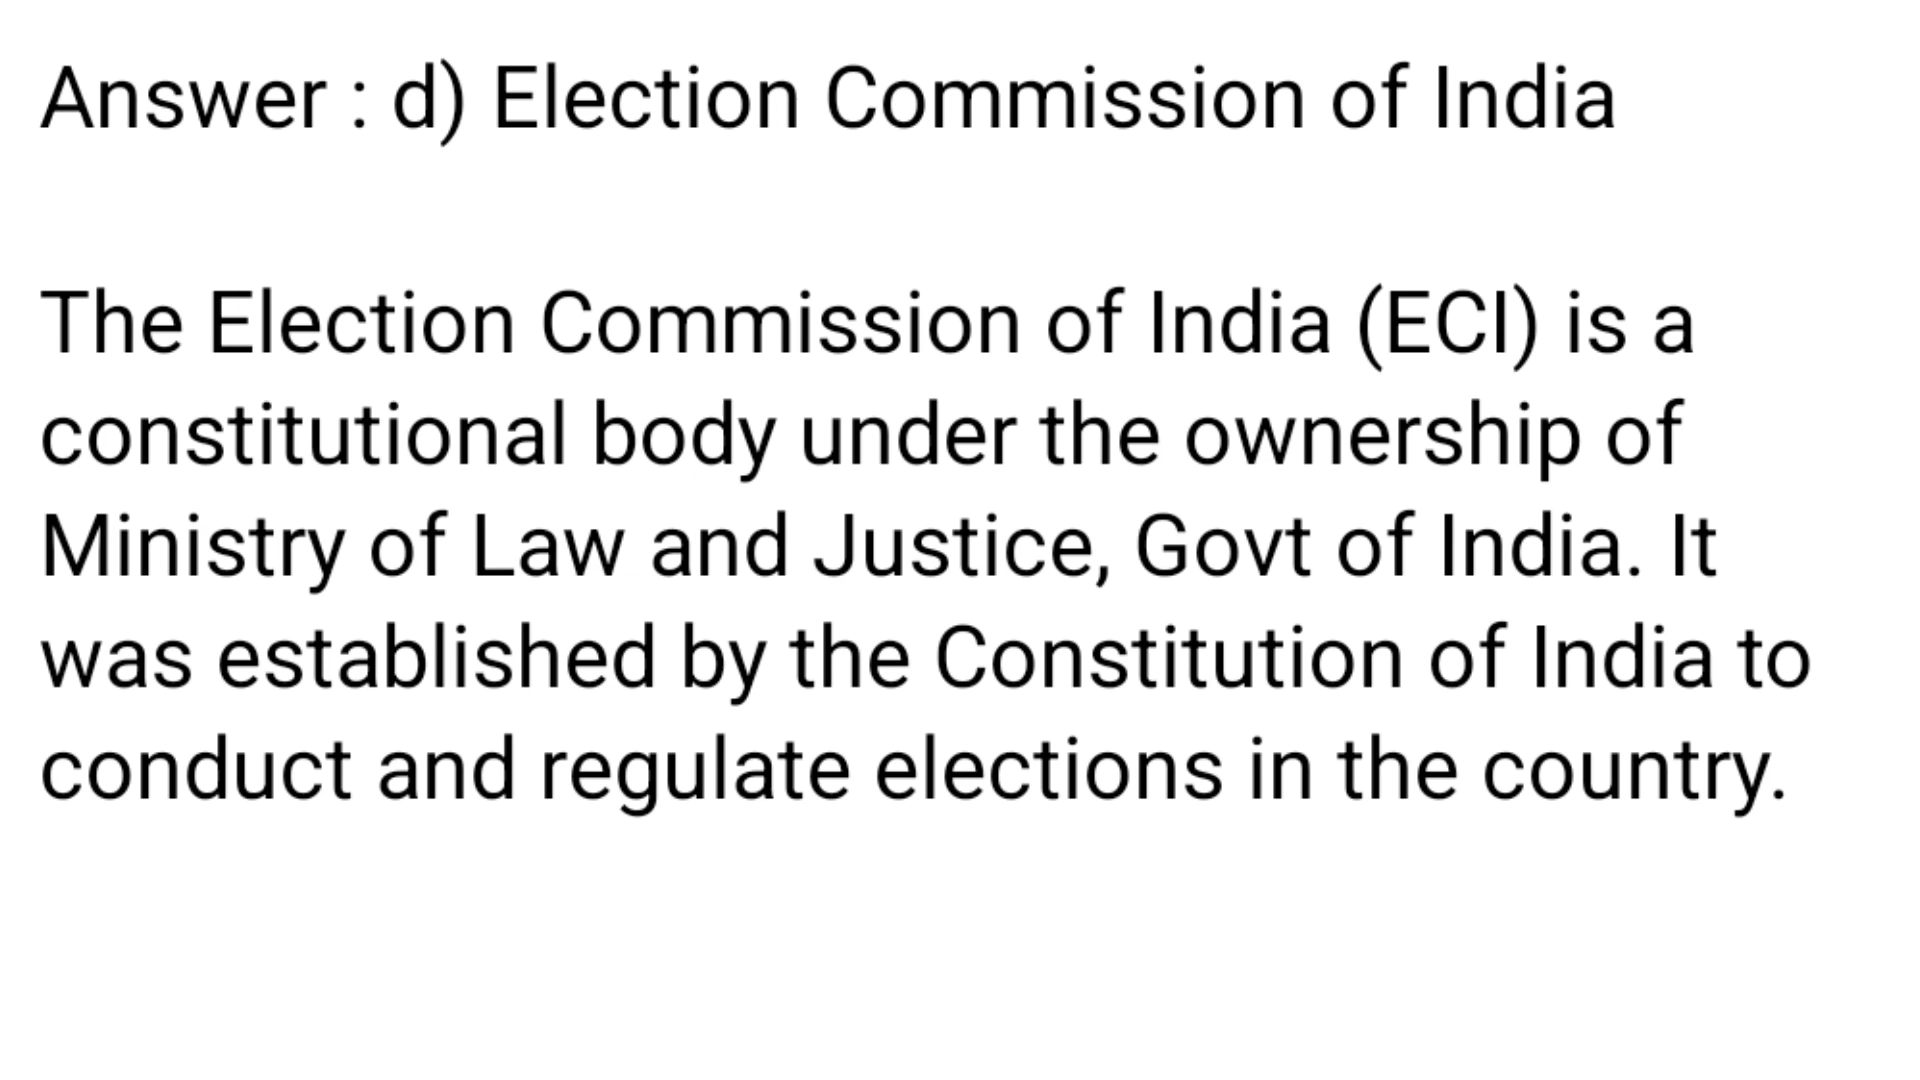 Answer : d) Election Commission of India
The Election Commission of India (ECI) is a
constitutional body under the ownership of
Ministry of Law and Justice, Govt of India. It
was established by the Constitution of India to
conduct and regulate elections in the country.